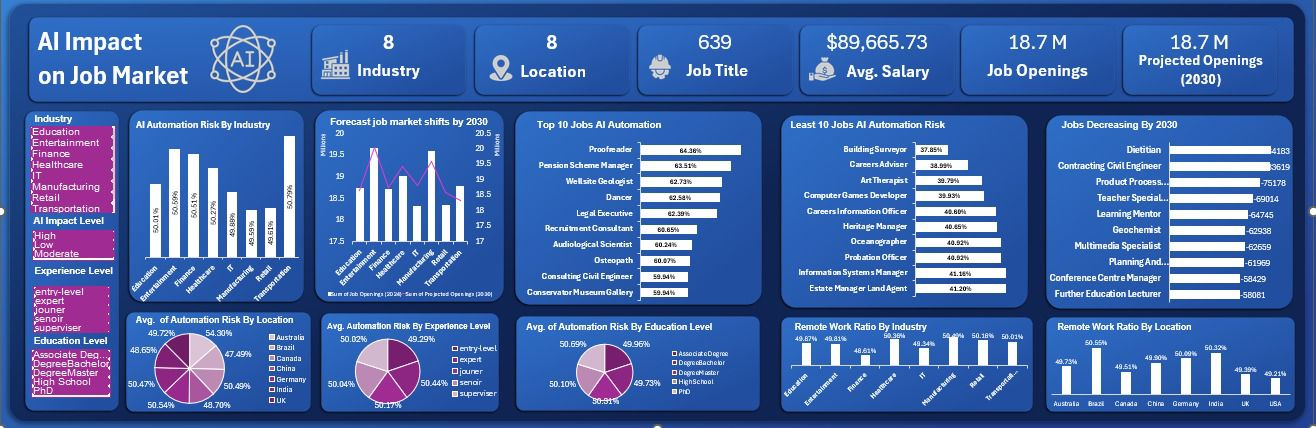 AI Impact
on Job Market
AI
8
Industry
8
Location
639
Job Title
$89,665.73
Avg. Salary
18.7 M
Job Openings
18.7 M
Projected Openings
(2030)
Industry
Education
Entertainment
Finance
Healthcare
IT
Manufacturing
Retail
Transportation
AI Impact Level
High
Low
Moderate
Experience Level
entry-level
expert
jouner
senoir
superviser
Education Level
Associate Deg...
DegreeBachelor
DegreeMaster
High School
PhD
AI Automation Risk By Industry
50.01%
50.59%
50.51%
50.27%
49.88%
49.59%
49.61%
50.79%
Education
Entertainment
Finance
Healthcare
IT
Manufacturing
Retail
Transportation
Forecast job market shifts by 2030
Millions
20
19.5
19
18.5
18
17.5
20.5
20
19.5
19
18.5
18
17.5
17
Millions
Education
Entertainment
Finance
Healthcare
IT
Manufacturing
Retail
Transportation
Sum of Job Openings (2024)
Sum of Projected Openings (2030)
Top 10 Jobs AI Automation
Proofreader 64.36%
Pension Scheme Manager 63.51%
Wellsite Geologist 62.73%
Dancer 62.58%
Legal Executive 62.39%
Recruitment Consultant 60.65%
Audiological Scientist 60.24%
Osteopath 60.07%
Consulting Civil Engineer 59.94%
Conservator Museum Gallery 59.94%
Least 10 Jobs AI Automation Risk
Building Surveyor 37.85%
Careers Adviser 38.99%
Art Therapist 39.79%
Computer Games Developer 39.93%
Careers Information Officer 40.60%
Heritage Manager 40.65%
Oceanographer 40.92%
Probation Officer 40.92%
Information Systems Manager 41.16%
Estate Manager Land Agent 41.20%
Jobs Decreasing By 2030
Dietitian 4183
Contracting Civil Engineer 3619
Product Process... -75178
Teacher Special... -69014
Learning Mentor -64745
Geochemist -62938
Multimedia Specialist -62659
Planning And... -61969
Conference Centre Manager -58429
Further Education Lecturer -58081
Avg. of Automation Risk By Location
49.72%
54.30%
48.65%
47.49%
50.47%
50.49%
50.54%
48.70%
Australia
Brazil
Canada
China
Germany
India
UK
Avg. Automation Risk By Experience Level
50.02%
49.29%
50.04%
50.44%
50.17%
entry-level
expert
jouner
senoir
superviser
Avg. of Automation Risk By Education Level
50.69%
49.96%
50.10%
49.73%
50.31%
Associate Degree
DegreeBachelor
DegreeMaster
High School
PhD
Remote Work Ratio By Industry
49.87%
49.81%
48.61%
50.36%
49.34%
50.16%
50.01%
Education
Entertainment
Finance
Healthcare
IT
Manufacturing
Retail
Transportati...
Remote Work Ratio By Location
49.73%
50.55%
49.51%
49.90%
50.09%
50.32%
49.39%
49.21%
Australia
Brazil
Canada
China
Germany
India
UK
USA